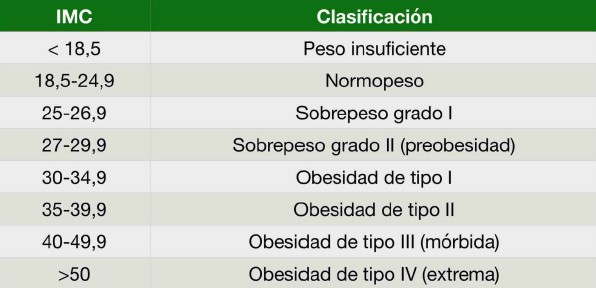 IMC Clasificación
< 18,5 Peso insuficiente
18,5-24,9 Normopeso
25-26,9 Sobrepeso grado I
27-29,9 Sobrepeso grado II (preobesidad)
30-34,9 Obesidad de tipo I
35-39,9 Obesidad de tipo II
40-49,9 Obesidad de tipo III (mórbida)
>50 Obesidad de tipo IV (extrema)